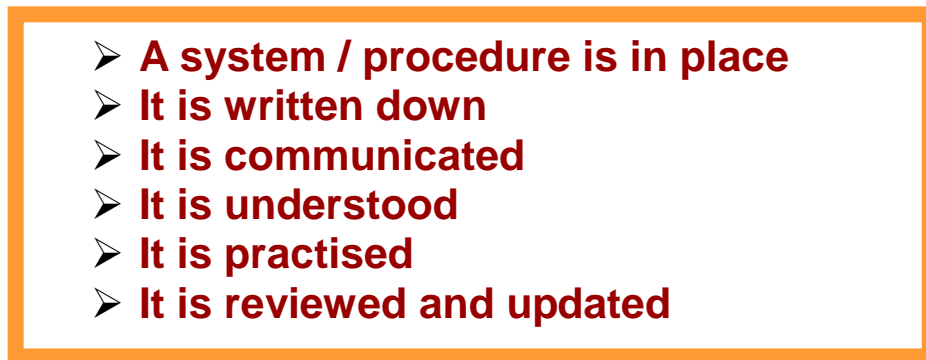 ➢ A system / procedure is in place
➢ It is written down
➢ It is communicated
➢ It is understood
➢ It is practised
➢ It is reviewed and updated